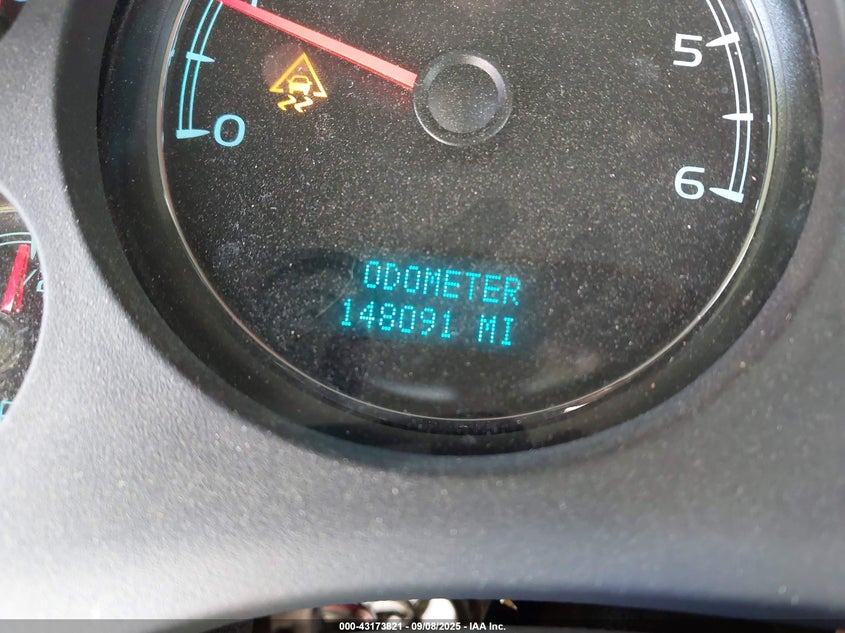 5
0
6
ODOMETER
148091 MI
000-43173821 - 09/08/2025 - IAA Inc.